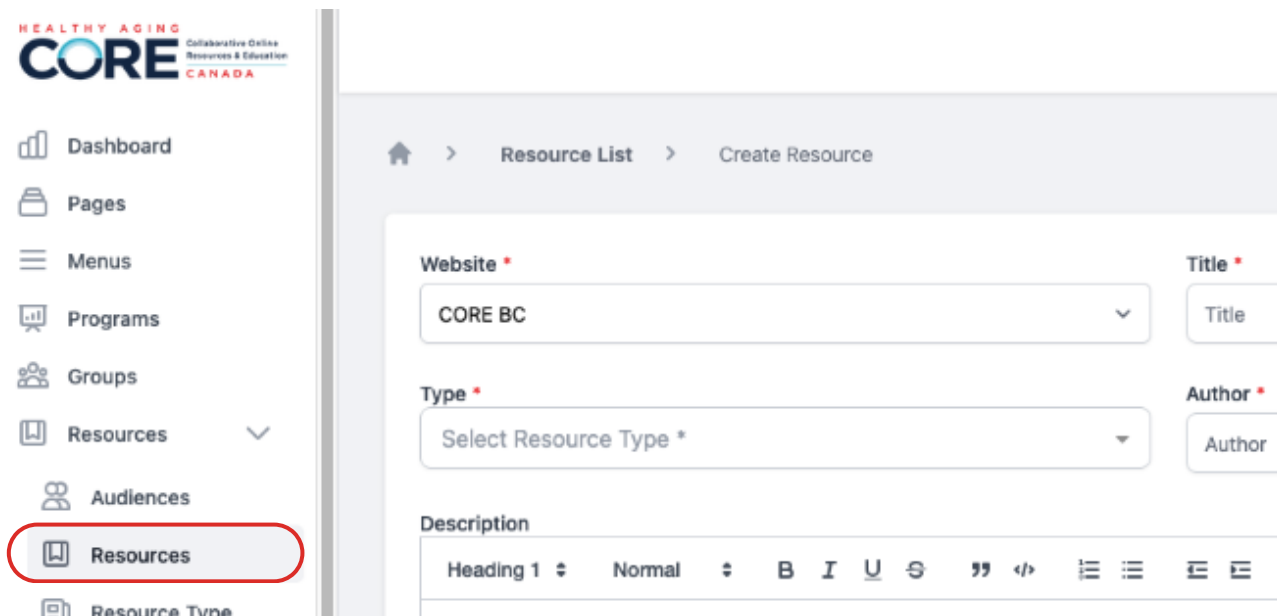 HEALTHY AGING
CORE Collaborative Online
Resources & Education
CANADA
Dashboard
Pages
Menus
Programs
Groups
Resources
Audiences
Resources
Resource Type
Resource List > Create Resource
Website * Title *
CORE BC Title
Type * Author *
Select Resource Type * Author
Description
Heading 1 Normal B I U S